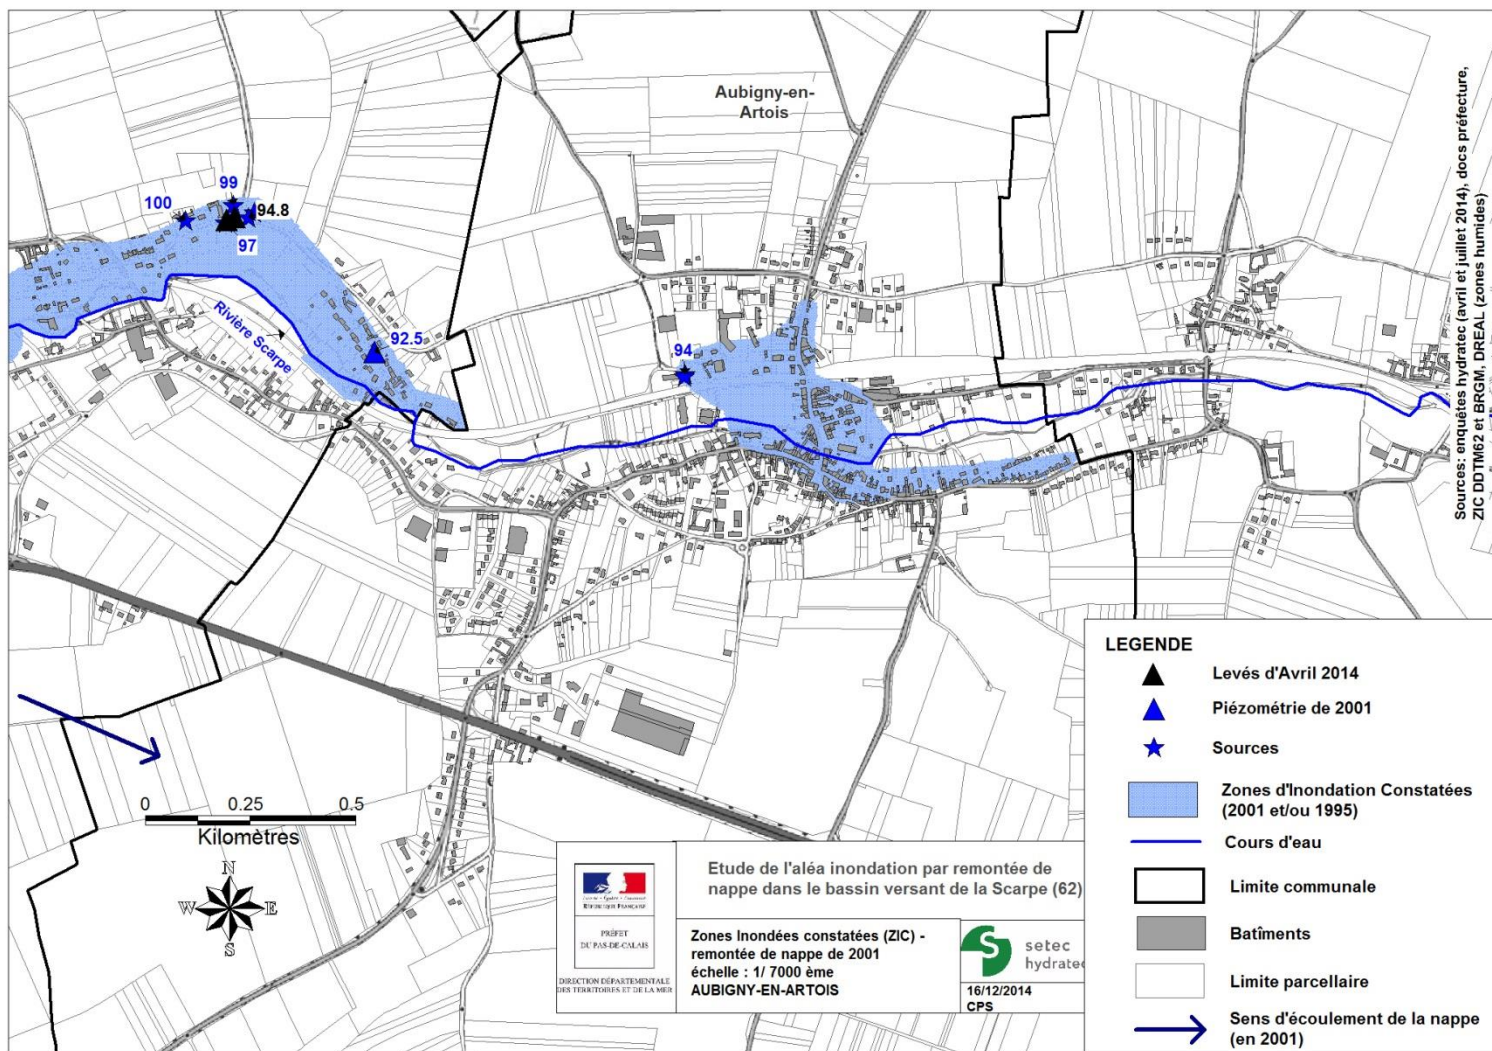 Aubigny-en-
Artois
99
100
94.8
97
Rivière Scarpe
92.5
94
Sources: enquêtes hydratec (avril et juillet 2014), docs préfecture,
ZIC DDTM62 et BRGM, DREAL (zones humides)
LEGENDE
Levés d'Avril 2014
Piézométrie de 2001
Sources
Zones d'Inondation Constatées
(2001 et/ou 1995)
Cours d'eau
Limite communale
Batîments
Limite parcellaire
Sens d'écoulement de la nappe
(en 2001)
0 0.25 0.5
Kilomètres
N
W E
S
RÉPUBLIQUE FRANÇAISE
PRÉFET
DU PAS-DE-CALAIS
DIRECTION DÉPARTEMENTALE
DES TERRITOIRES ET DE LA MER
Etude de l'aléa inondation par remontée de
nappe dans le bassin versant de la Scarpe (62)
Zones Inondées constatées (ZIC) -
remontée de nappe de 2001
échelle : 1/ 7000 ème
AUBIGNY-EN-ARTOIS
setec
hydratec
16/12/2014
CPS